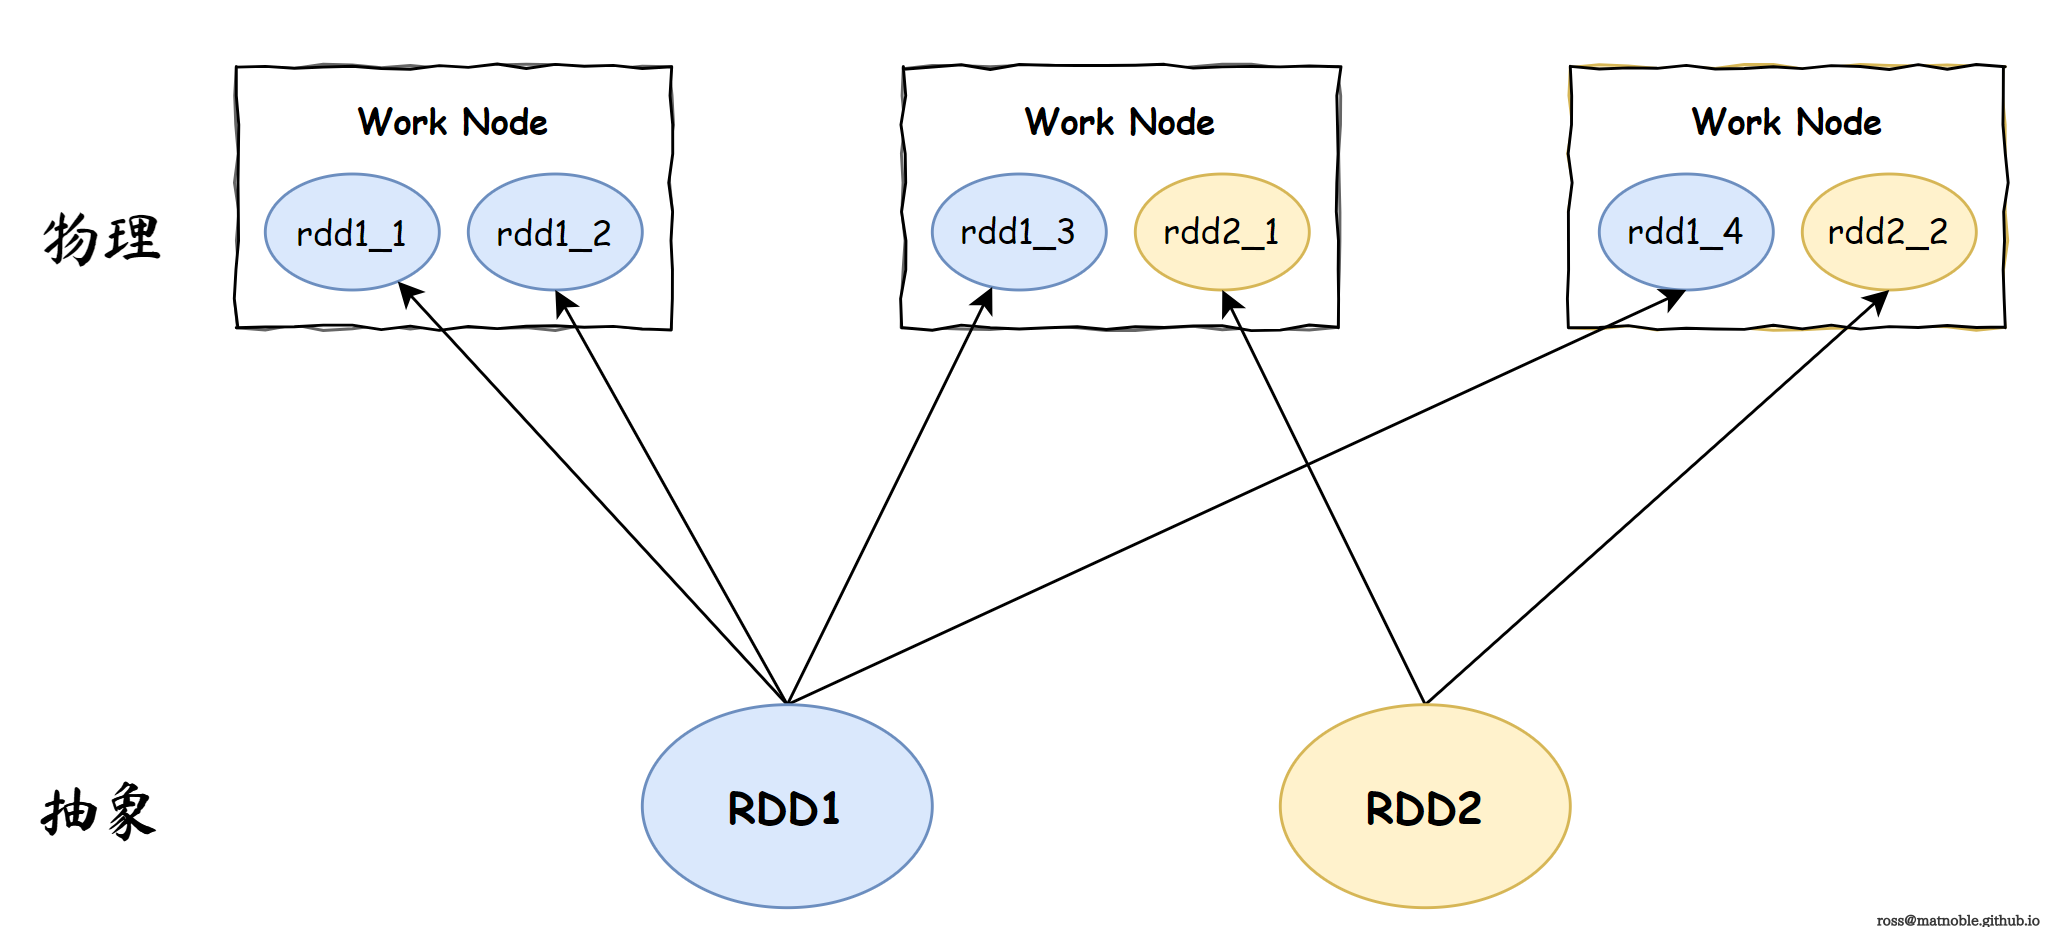 Work Node
Work Node
Work Node
物理
rdd1_1
rdd1_2
rdd1_3
rdd2_1
rdd1_4
rdd2_2
抽象
RDD1
RDD2
ross@matnoble.github.io